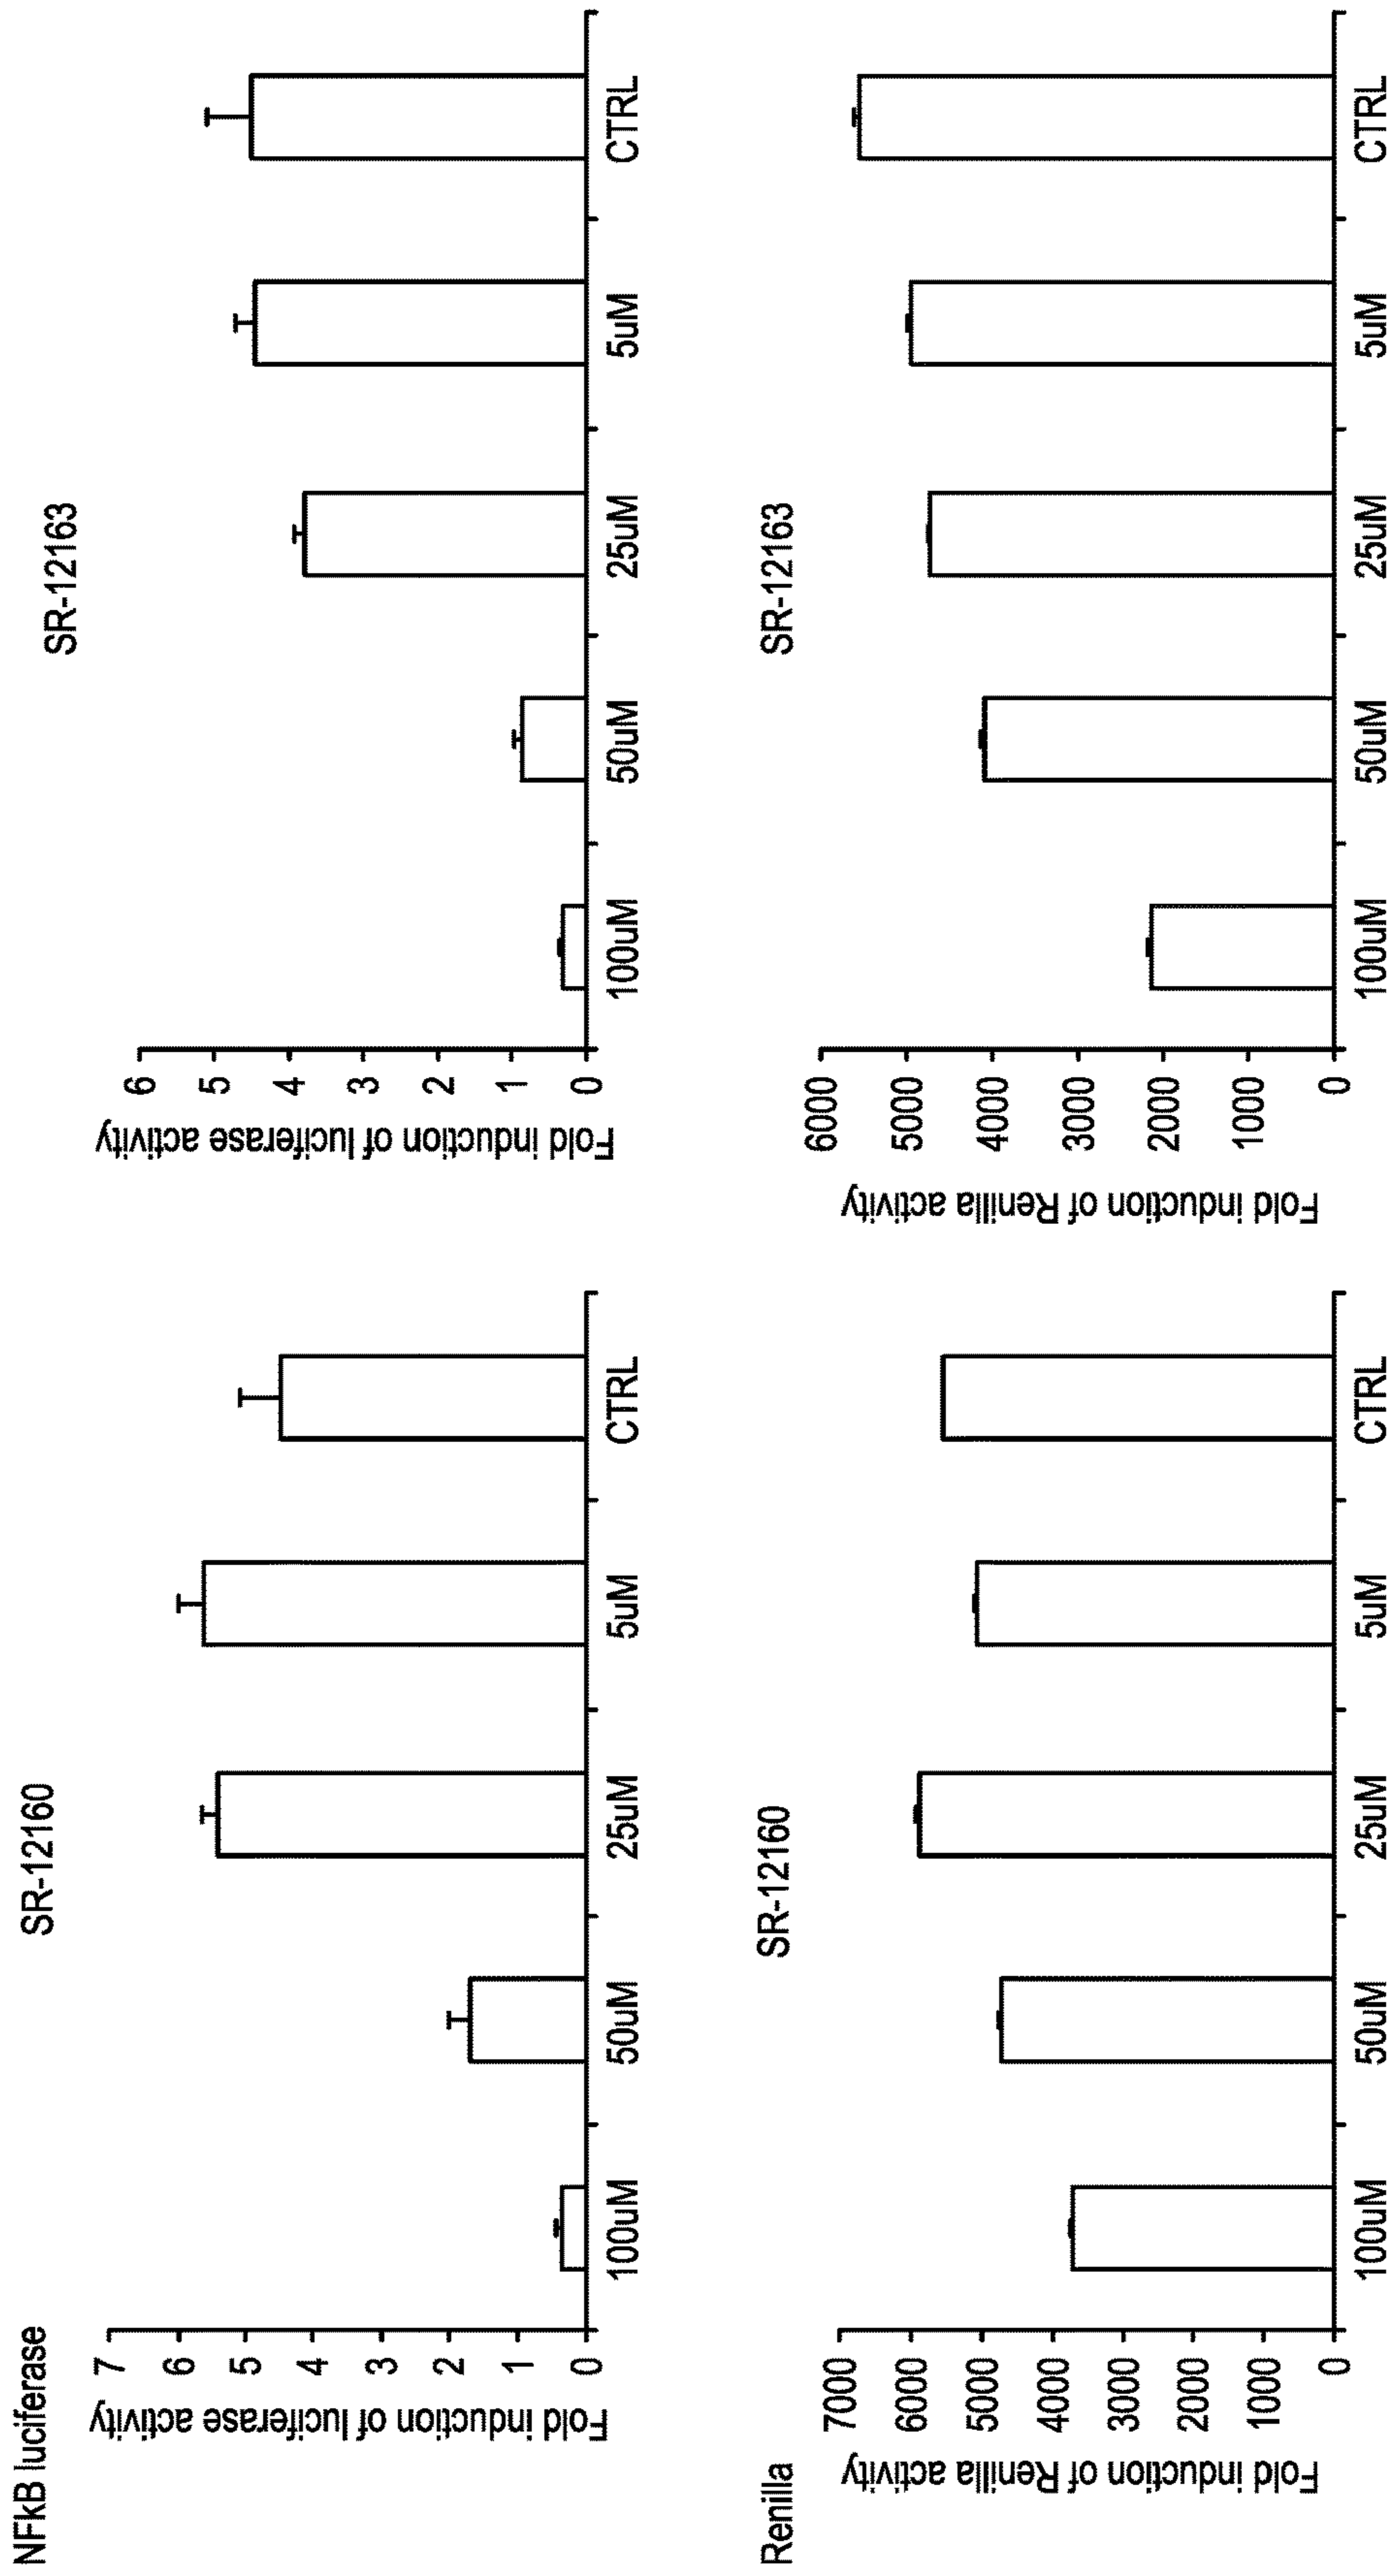 NFkB luciferase
SR-12160
Fold induction of luciferase activity
7
6
5
4
3
2
1
0
100uM
50uM
25uM
5uM
CTRL
SR-12163
Fold induction of luciferase activity
6
5
4
3
2
1
0
100uM
50uM
25uM
5uM
CTRL
Renilla
SR-12160
Fold induction of Renilla activity
7000
6000
5000
4000
3000
2000
1000
0
100uM
50uM
25uM
5uM
CTRL
SR-12163
Fold induction of Renilla activity
6000
5000
4000
3000
2000
1000
0
100uM
50uM
25uM
5uM
CTRL